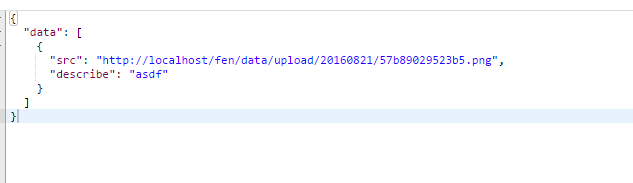 {
"data": [
{
"src": "http://localhost/fen/data/upload/20160821/57b89029523b5.png",
"describe": "asdf"
}
]
}